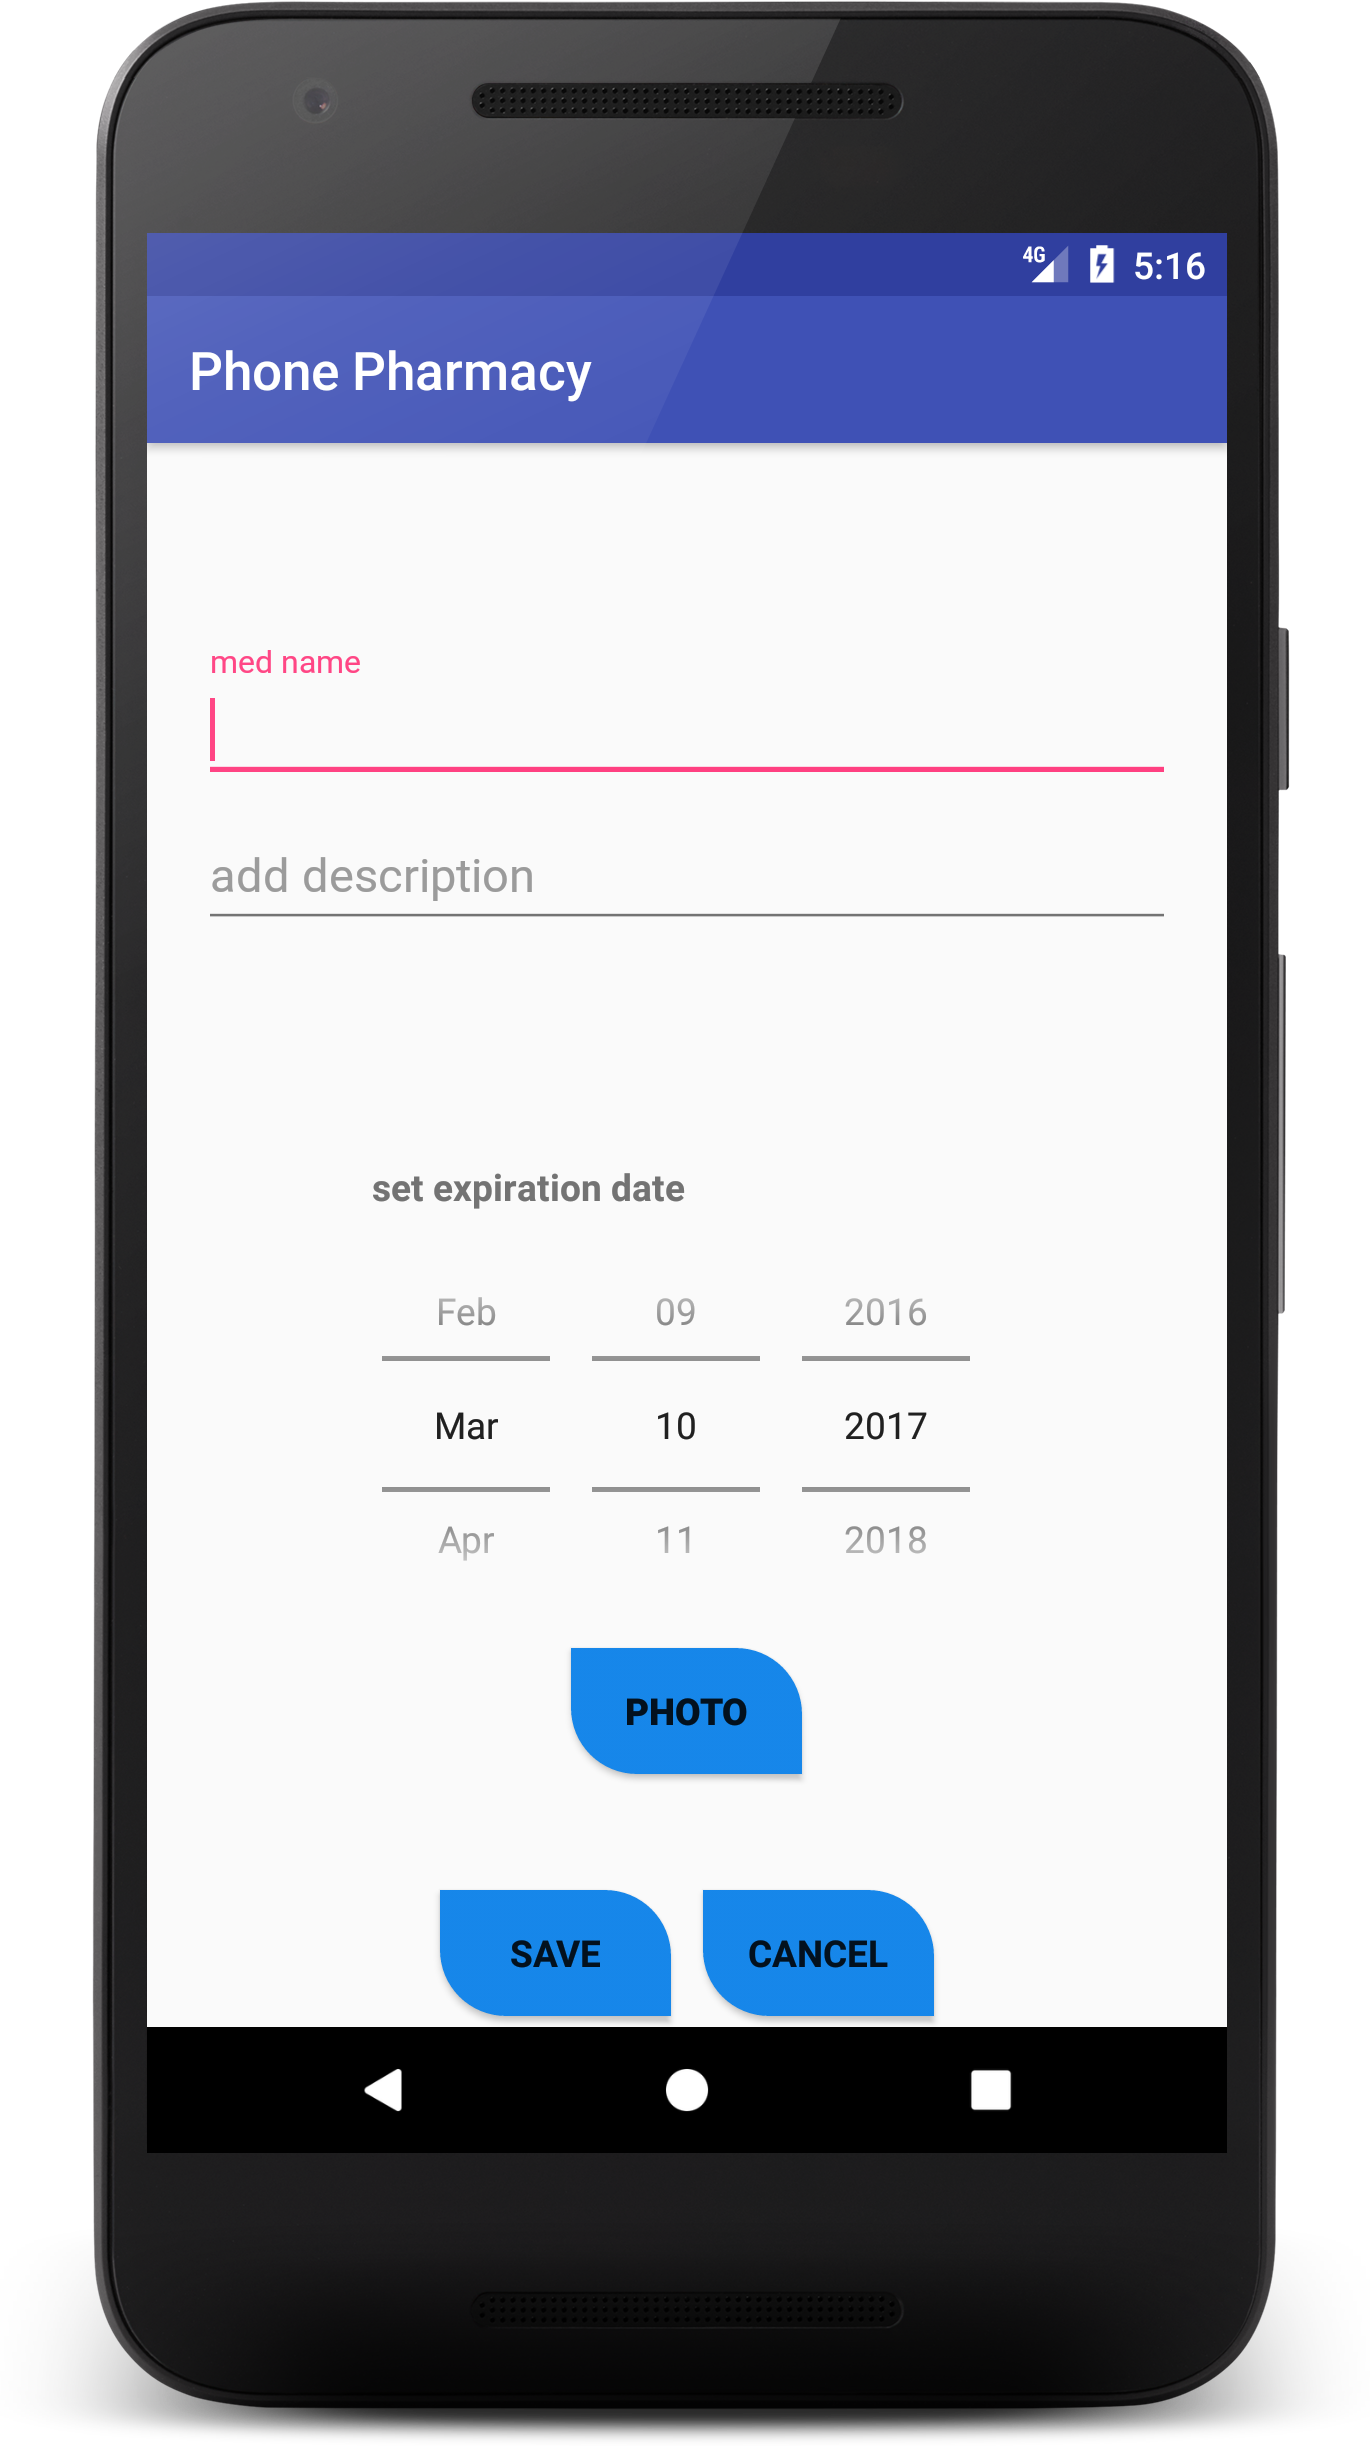 4G 5:16
Phone Pharmacy
med name
add description
set expiration date
Feb 09 2016
Mar 10 2017
Apr 11 2018
PHOTO
SAVE CANCEL